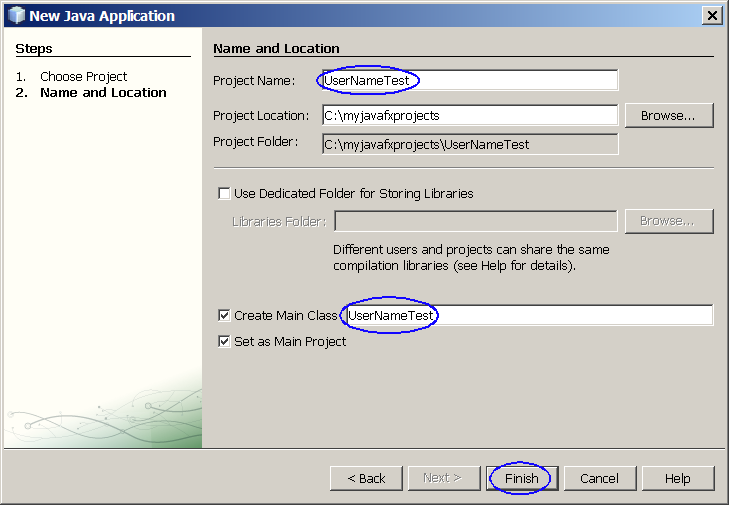 New Java Application
Steps
1. Choose Project
2. Name and Location
Name and Location
Project Name: UserNameTest
Project Location: C:\myjavafxprojects Browse...
Project Folder: C:\myjavafxprojects\UserNameTest
Use Dedicated Folder for Storing Libraries
Libraries Folder: Browse...
Different users and projects can share the same
compilation libraries (see Help for details).
Create Main Class UserNameTest
Set as Main Project
< Back Next > Finish Cancel Help